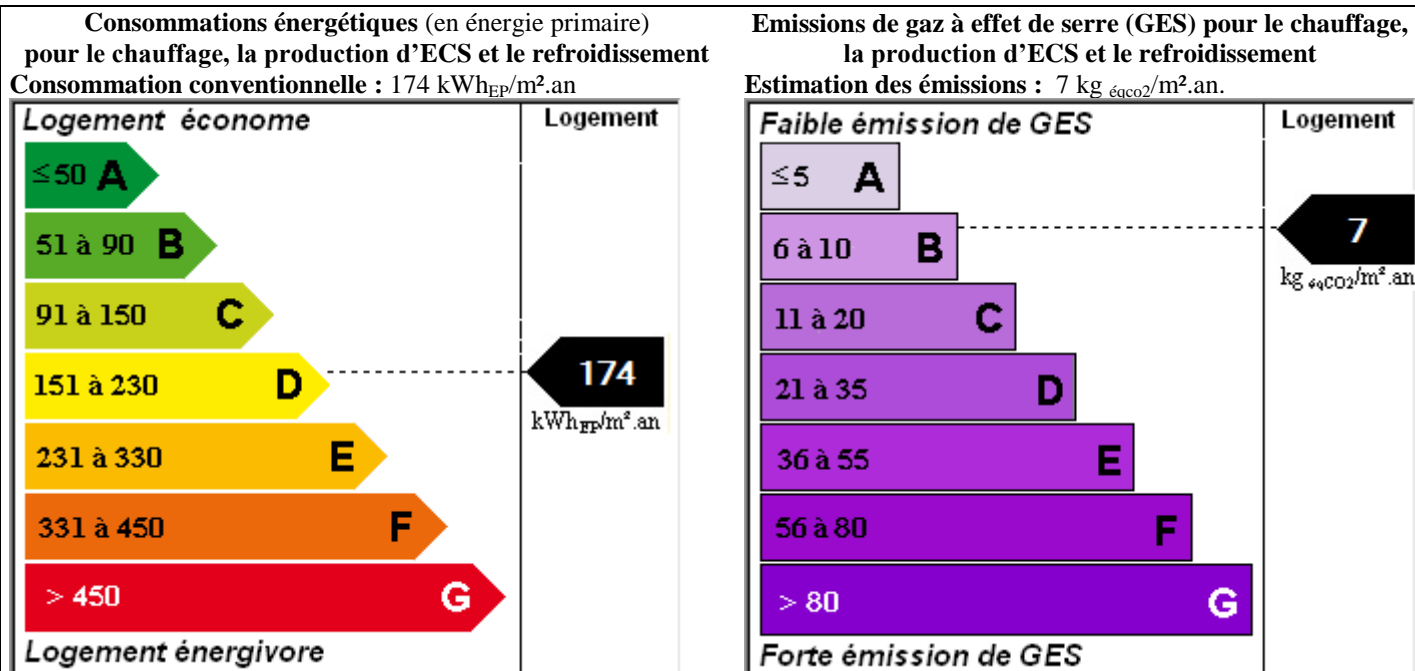 Consommations énergétiques (en énergie primaire)
pour le chauffage, la production d’ECS et le refroidissement
Consommation conventionnelle : 174 kWhEP/m².an
Logement économe
Logement
≤50 A
51 à 90 B
91 à 150 C
151 à 230 D
174
kWhEP/m².an
231 à 330 E
331 à 450 F
> 450 G
Logement énergivore
Emissions de gaz à effet de serre (GES) pour le chauffage,
la production d’ECS et le refroidissement
Estimation des émissions : 7 kg éqco2/m².an.
Faible émission de GES
Logement
≤5 A
6 à 10 B
7
kg éqCO2/m².an
11 à 20 C
21 à 35 D
36 à 55 E
56 à 80 F
> 80 G
Forte émission de GES